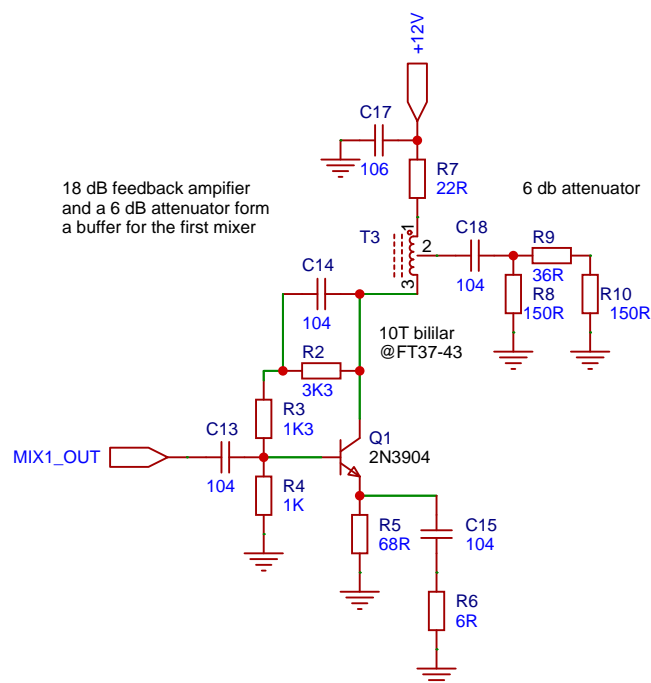 +12V
C17
106
R7
22R
18 dB feedback ampifier
and a 6 dB attenuator form
a buffer for the first mixer
6 db attenuator
T3
1
2
3
C18
104
R9
36R
R8
150R
R10
150R
C14
104
10T bililar
@FT37-43
R2
3K3
R3
1K3
C13
104
MIX1_OUT
Q1
2N3904
R4
1K
R5
68R
C15
104
R6
6R